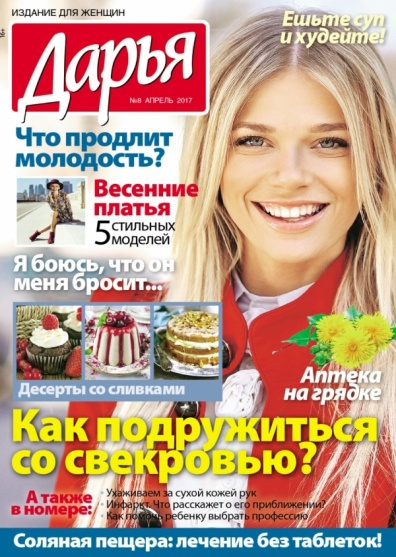 ИЗДАНИЕ ДЛЯ ЖЕНЩИН
16+
Дарья
№8 АПРЕЛЬ 2017
Ешьте суп
и худейте!
Что продлит
молодость?
Весенние
платья
5 стильных
моделей
Я боюсь, что он
меня бросит...
Десерты со сливками
Аптека
на грядке
Как подружиться
со свекровью?
А также
в номере:
· Ухаживаем за сухой кожей рук
· Инфаркт. Что расскажет о его приближении?
· Как помочь ребенку выбрать профессию
Соляная пещера: лечение без таблеток!